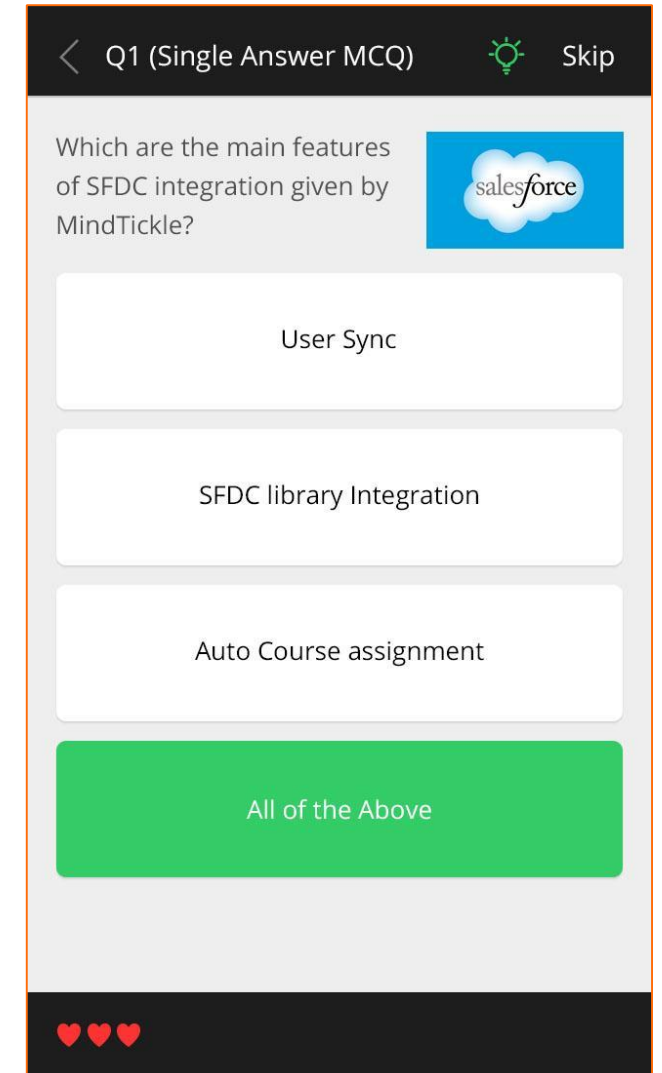 Q1 (Single Answer MCQ) Skip
Which are the main features
of SFDC integration given by
MindTickle?
salesforce
User Sync
SFDC library Integration
Auto Course assignment
All of the Above